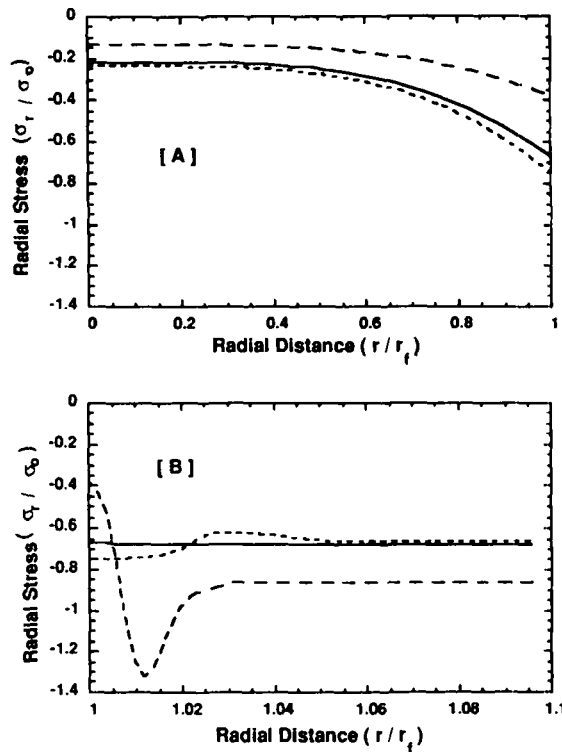 0
-0.2
-0.4
-0.6
-0.8
-1
-1.2
-1.4
Radial Stress (σr / σo)
[A]
0 0.2 0.4 0.6 0.8 1
Radial Distance ( r / rf )
0
-0.2
-0.4
-0.6
-0.8
-1
-1.2
-1.4
Radial Stress ( σr / σo)
[B]
1 1.02 1.04 1.06 1.08 1.1
Radial Distance ( r / rf )